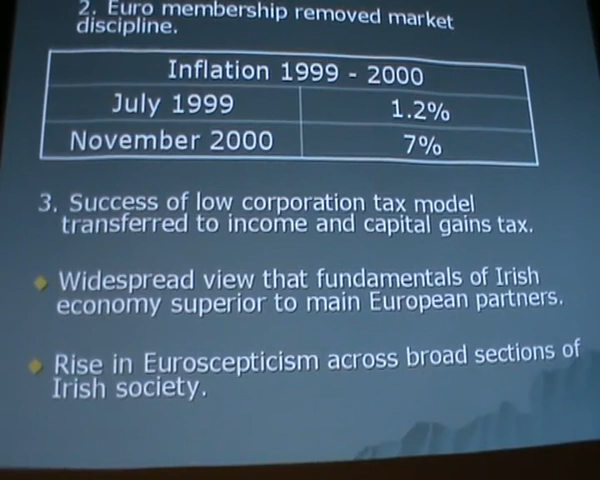 2. Euro membership removed market
discipline.
Inflation 1999 - 2000
July 1999 1.2%
November 2000 7%
3. Success of low corporation tax model
transferred to income and capital gains tax.
Widespread view that fundamentals of Irish
economy superior to main European partners.
Rise in Euroscepticism across broad sections of
Irish society.